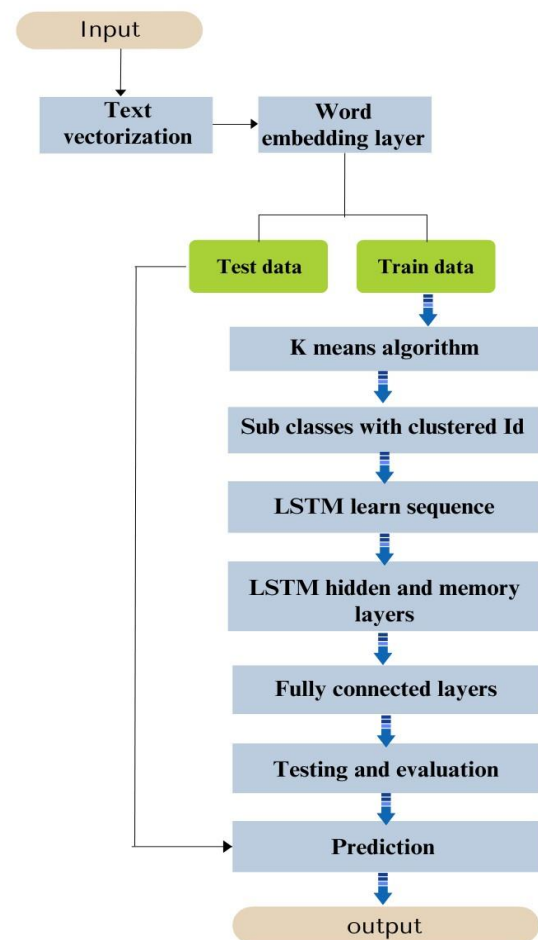 Input
Text
vectorization
Word
embedding layer
Test data
Train data
K means algorithm
Sub classes with clustered Id
LSTM learn sequence
LSTM hidden and memory
layers
Fully connected layers
Testing and evaluation
Prediction
output